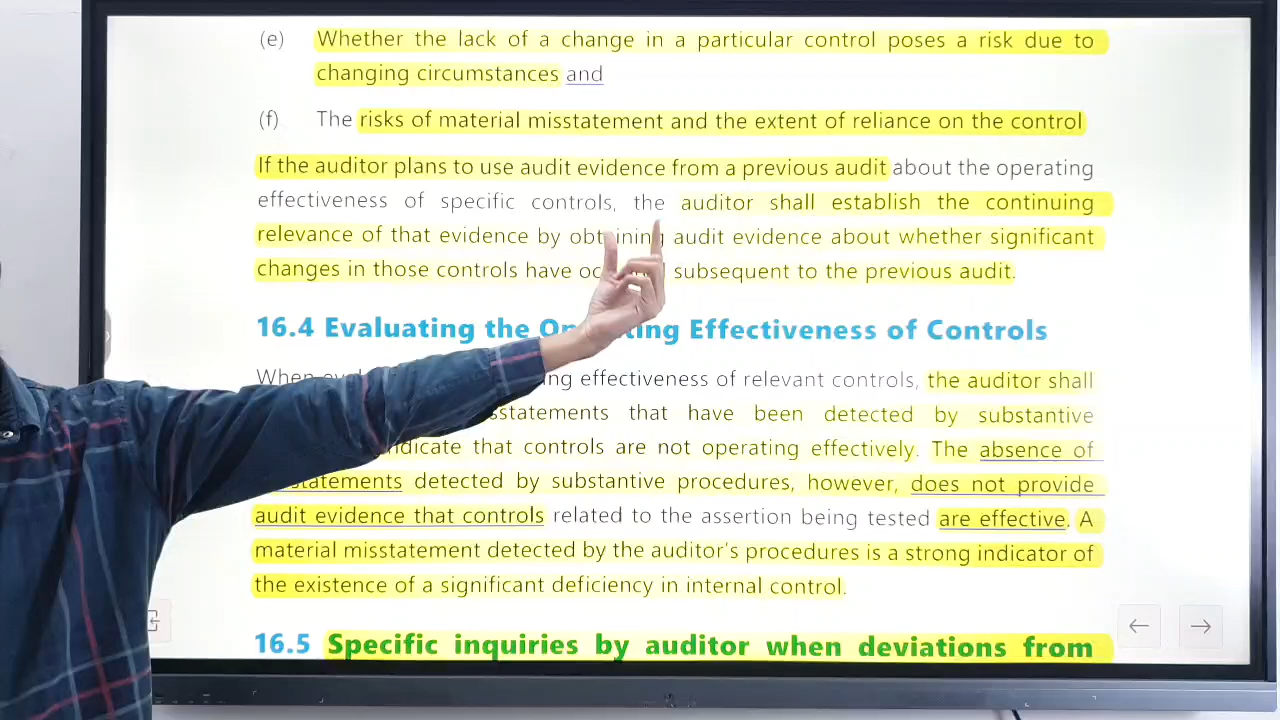 (e) Whether the lack of a change in a particular control poses a risk due to
changing circumstances and
(f) The risks of material misstatement and the extent of reliance on the control
If the auditor plans to use audit evidence from a previous audit about the operating
effectiveness of specific controls, the auditor shall establish the continuing
relevance of that evidence by obtaining audit evidence about whether significant
changes in those controls have subsequent to the previous audit.
16.4 Evaluating the Operating Effectiveness of Controls
When effectiveness of relevant controls, the auditor shall
that have been detected by substantive
indicate that controls are not operating effectively. The absence of
detected by substantive procedures, however, does not provide
audit evidence that controls related to the assertion being tested are effective. A
material misstatement detected by the auditor's procedures is a strong indicator of
the existence of a significant deficiency in internal control.
16.5 Specific inquiries by auditor when deviations from